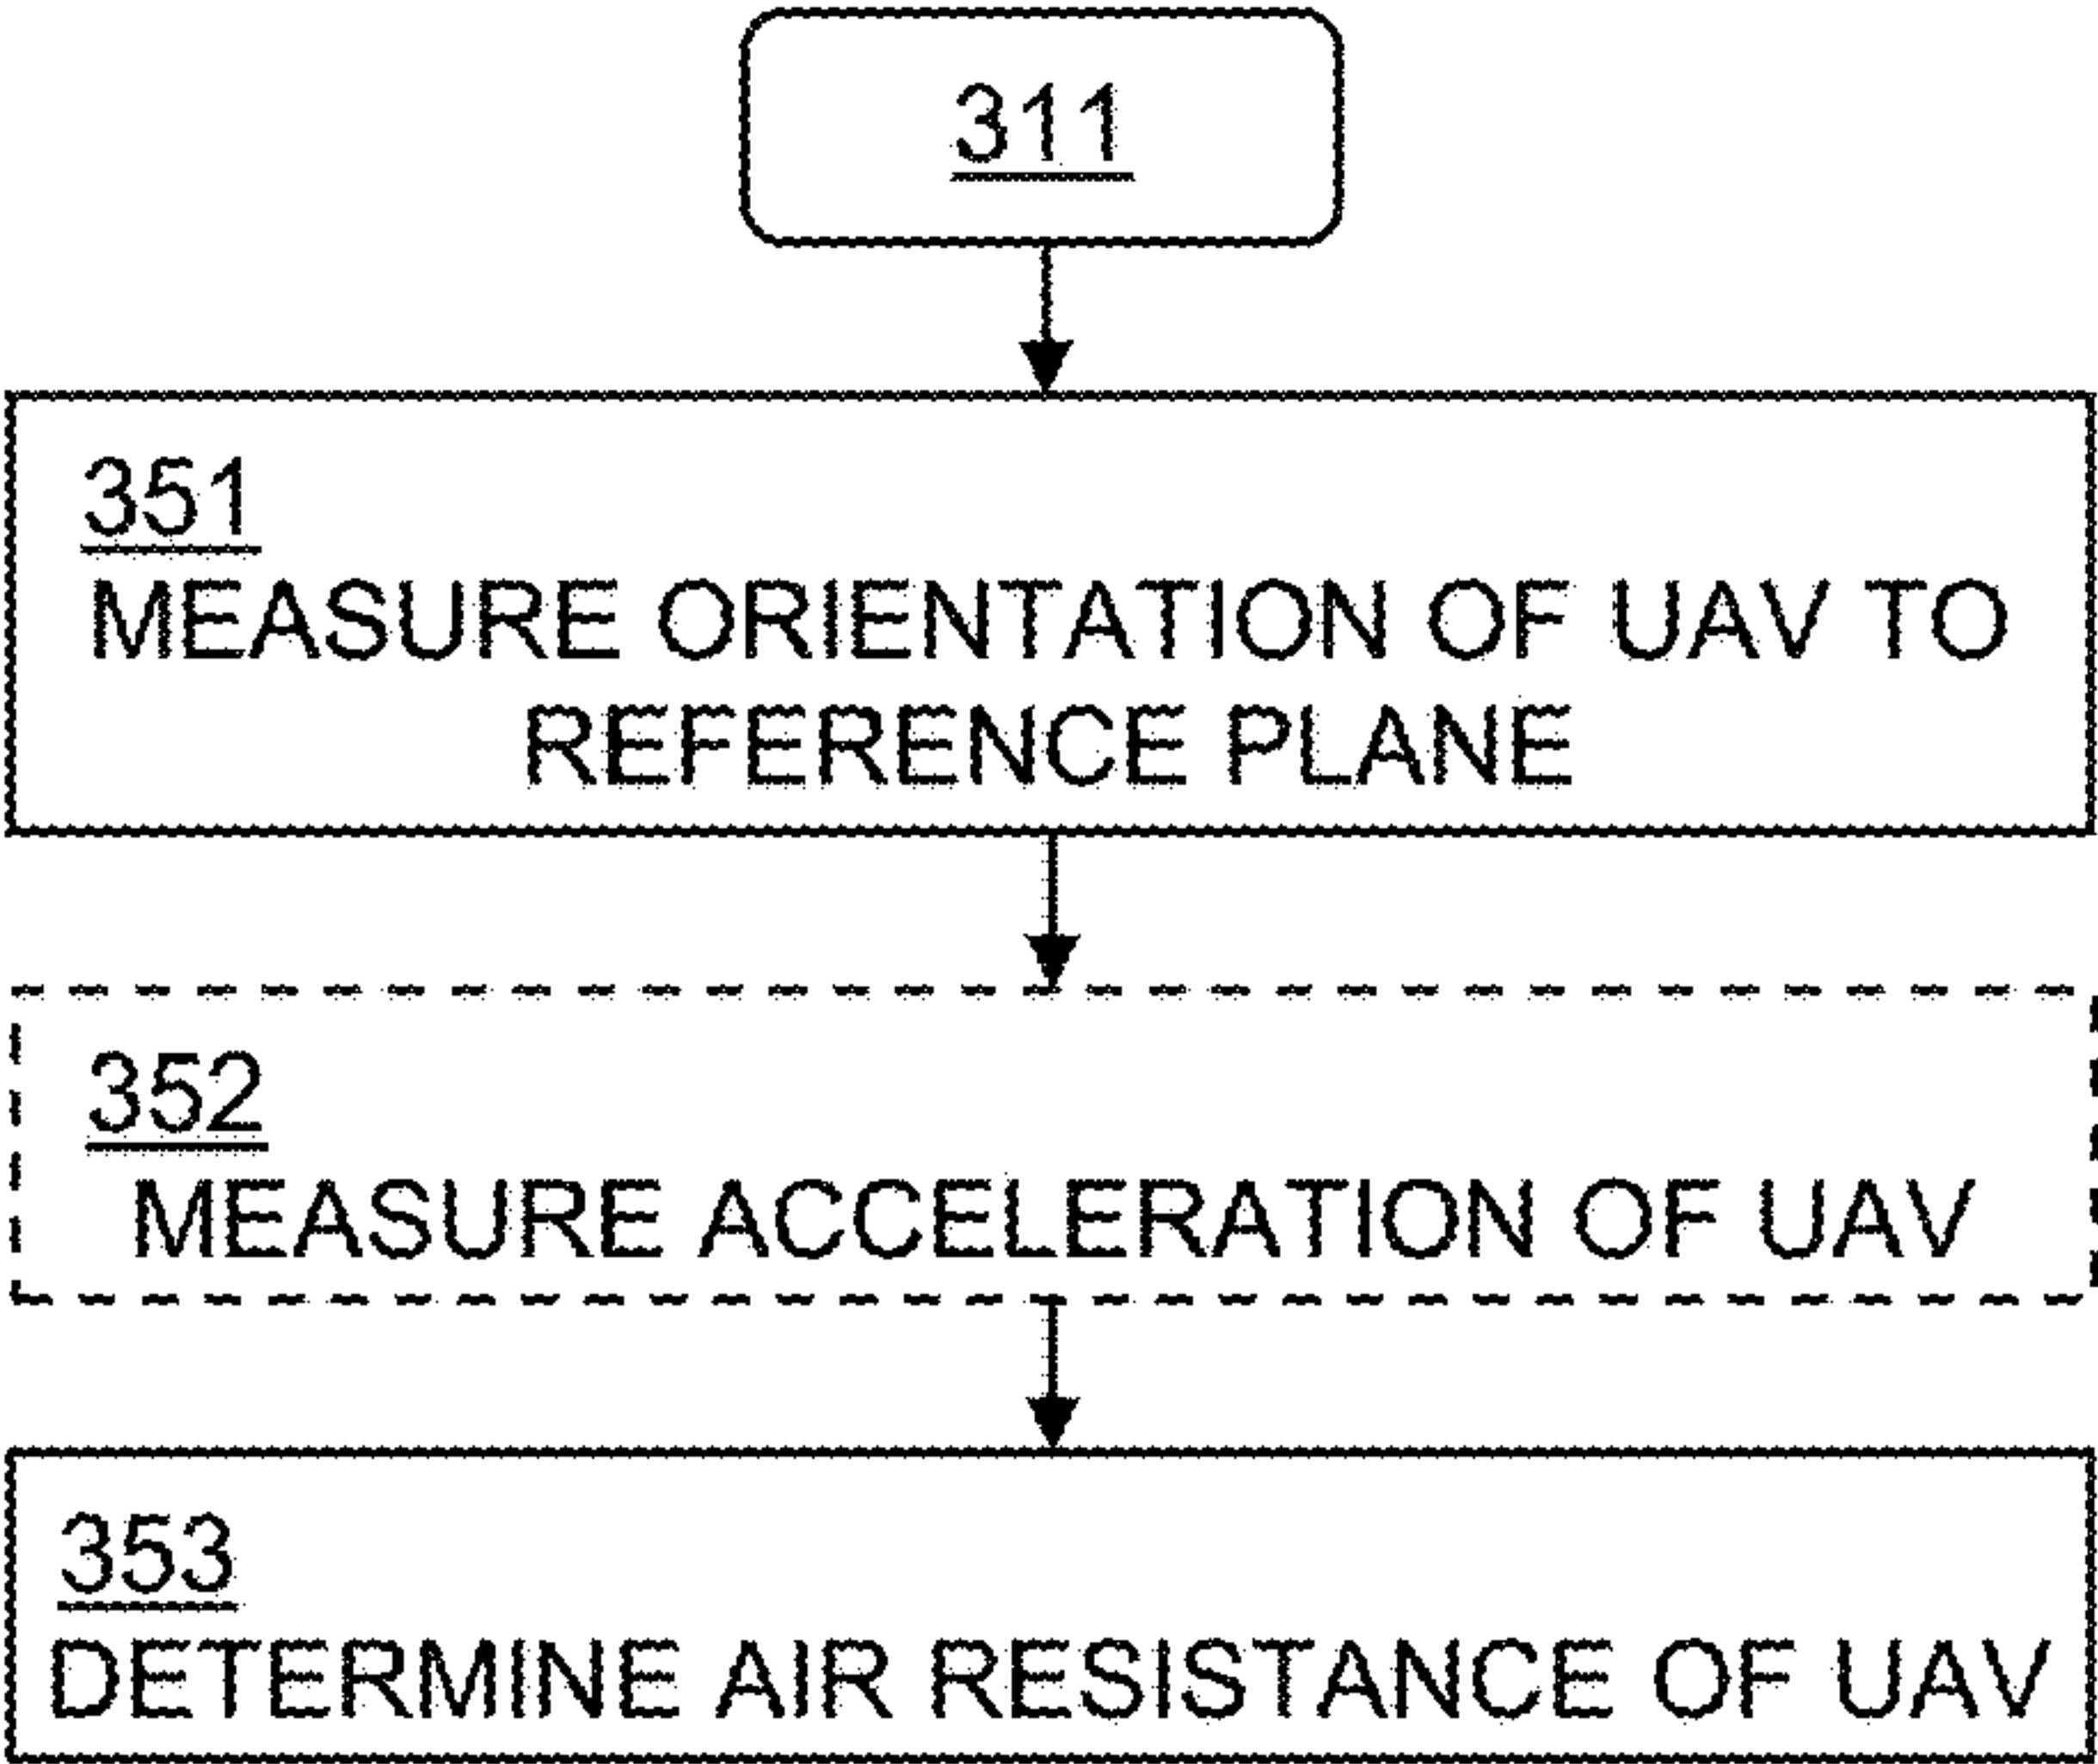 311
351
MEASURE ORIENTATION OF UAV TO
REFERENCE PLANE
352
MEASURE ACCELERATION OF UAV
353
DETERMINE AIR RESISTANCE OF UAV